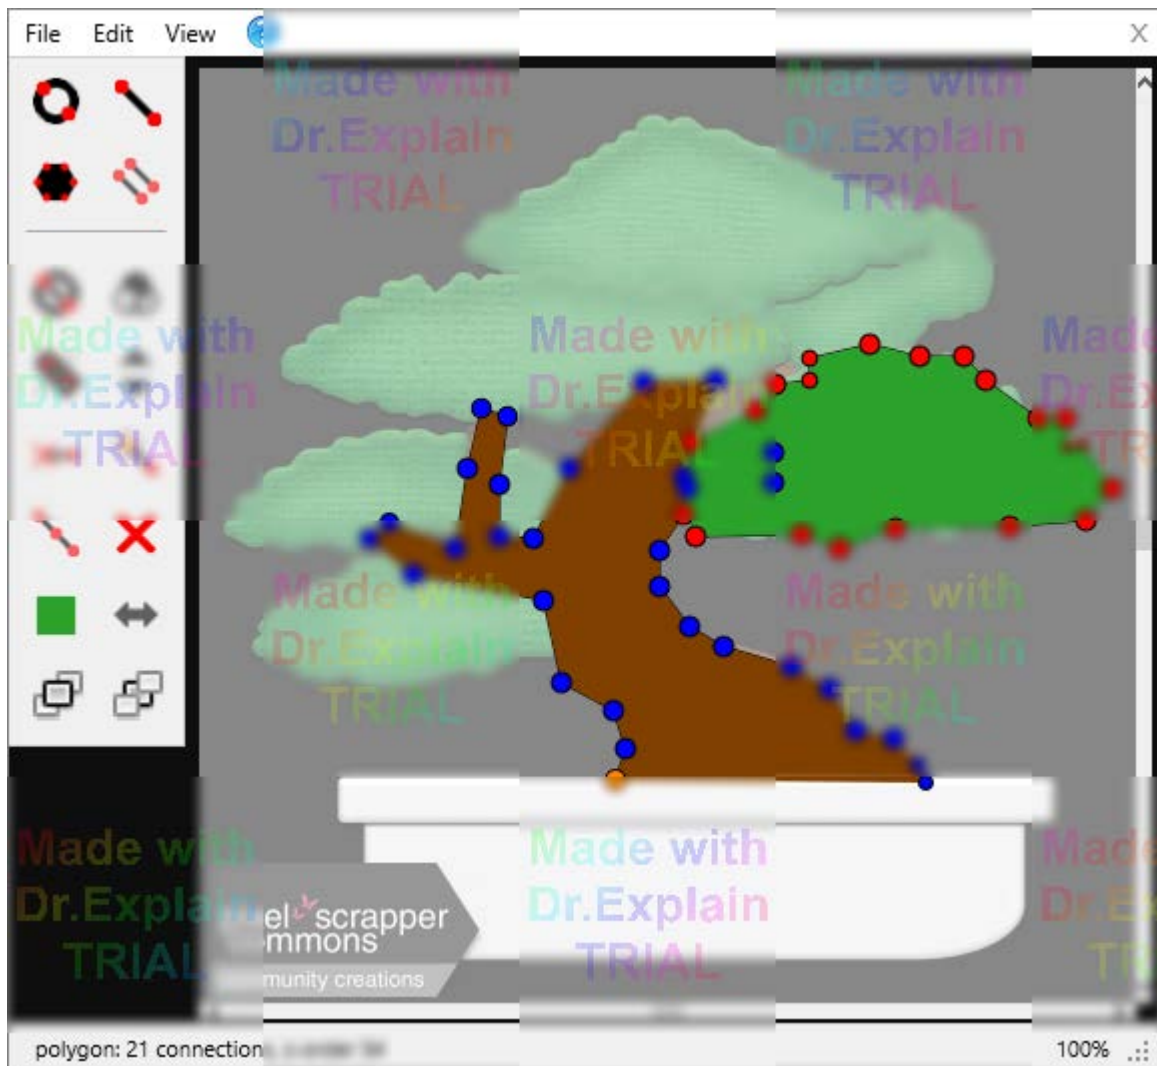 File Edit View
Made with
Dr.Explain
TRIAL
Made with
Dr.Explain
TRIAL
Made with
Dr.Explain
TRIAL
Made with
Dr.Explain
TRIAL
Made
Dr.Ex
TR
Made with
Dr.Explain
TRIAL
Made with
Dr.Explain
TRIAL
Made with
Dr.Explain
TRIAL
Made with
Dr.Explain
TRIAL
Made
Dr.Ex
TR
el scrapper
mmons
munity creations
polygon: 21 connection
100%